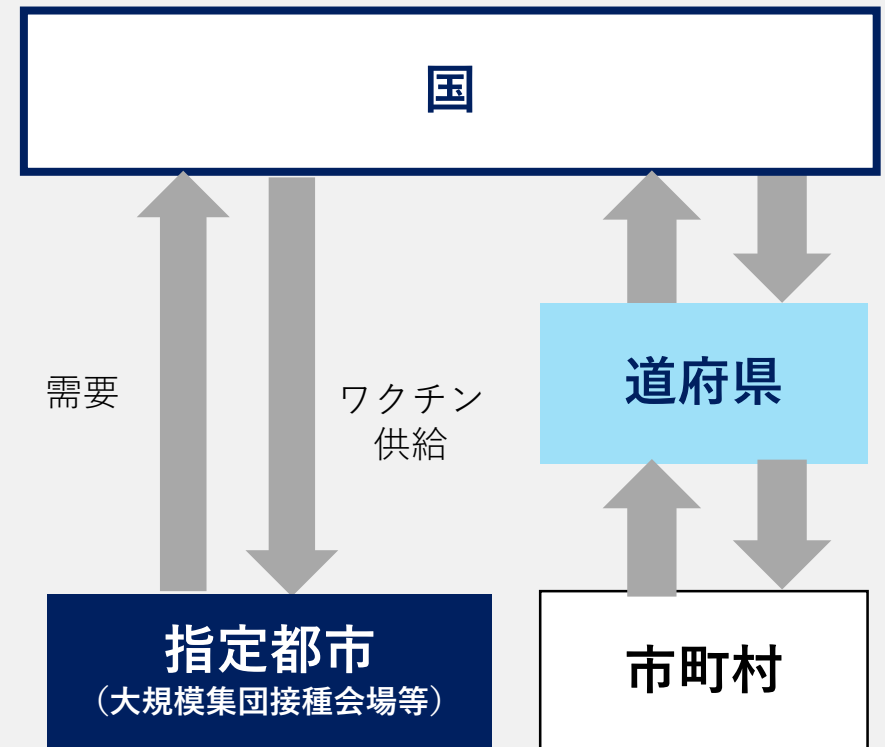 国
道府県
需要
ワクチン
供給
指定都市
（大規模集団接種会場等）
市町村